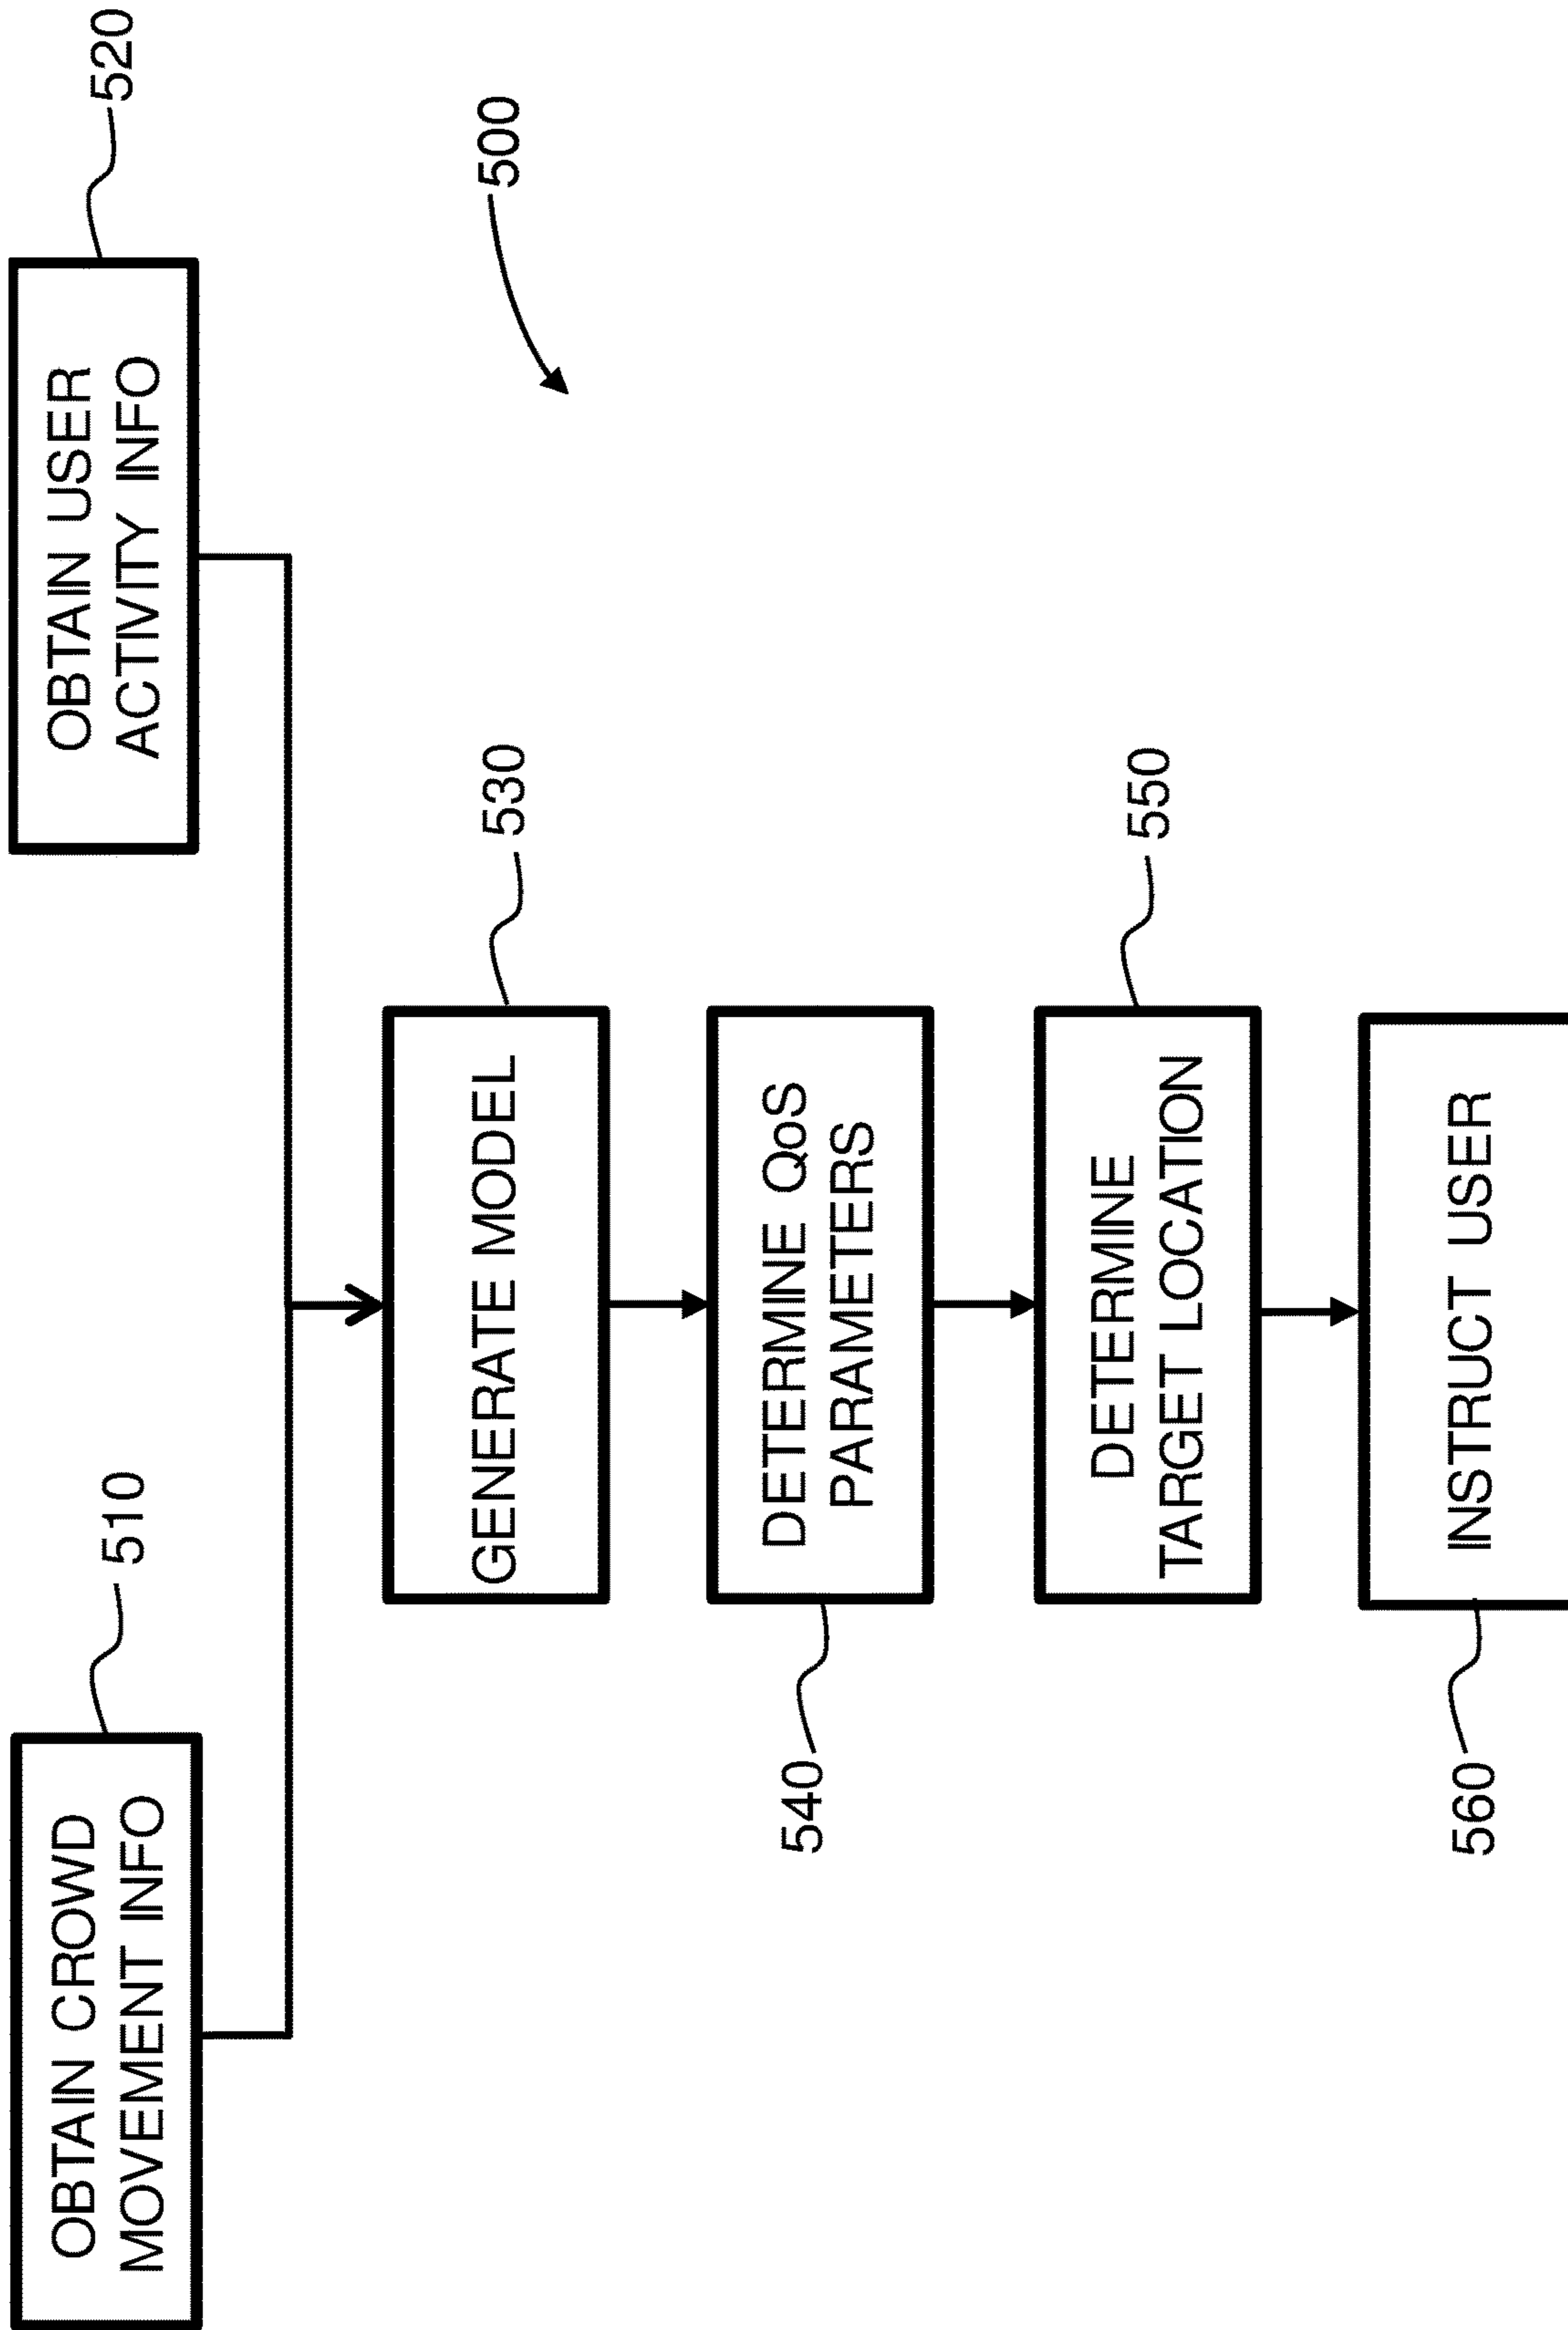 OBTAIN CROWD
MOVEMENT INFO
510
OBTAIN USER
ACTIVITY INFO
520
500
GENERATE MODEL
530
DETERMINE QoS
PARAMETERS
540
DETERMINE
TARGET LOCATION
550
INSTRUCT USER
560